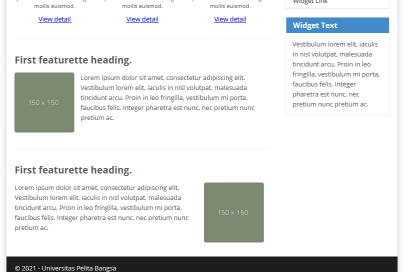 mollis euismod. mollis euismod. mollis euismod.
View detail View detail View detail
First featurette heading.
150 × 150
Lorem ipsum dolor sit amet, consectetur adipiscing elit.
Vestibulum lorem elit, iaculis in nisl volutpat, malesuada
tincidunt arcu. Proin in leo fringilla, vestibulum mi porta,
faucibus felis. Integer pharetra est nunc, nec pretium nunc
pretium ac.
First featurette heading.
Lorem ipsum dolor sit amet, consectetur adipiscing elit.
Vestibulum lorem elit, iaculis in nisl volutpat, malesuada
tincidunt arcu. Proin in leo fringilla, vestibulum mi porta,
faucibus felis. Integer pharetra est nunc, nec pretium nunc
pretium ac.
150 × 150
Widget Link
Widget Text
Vestibulum lorem elit, iaculis
in nisl volutpat, malesuada
tincidunt arcu. Proin in leo
fringilla, vestibulum mi porta,
faucibus felis. Integer
pharetra est nunc, nec
pretium nunc pretium ac.
© 2021 - Universitas Pelita Bangsa